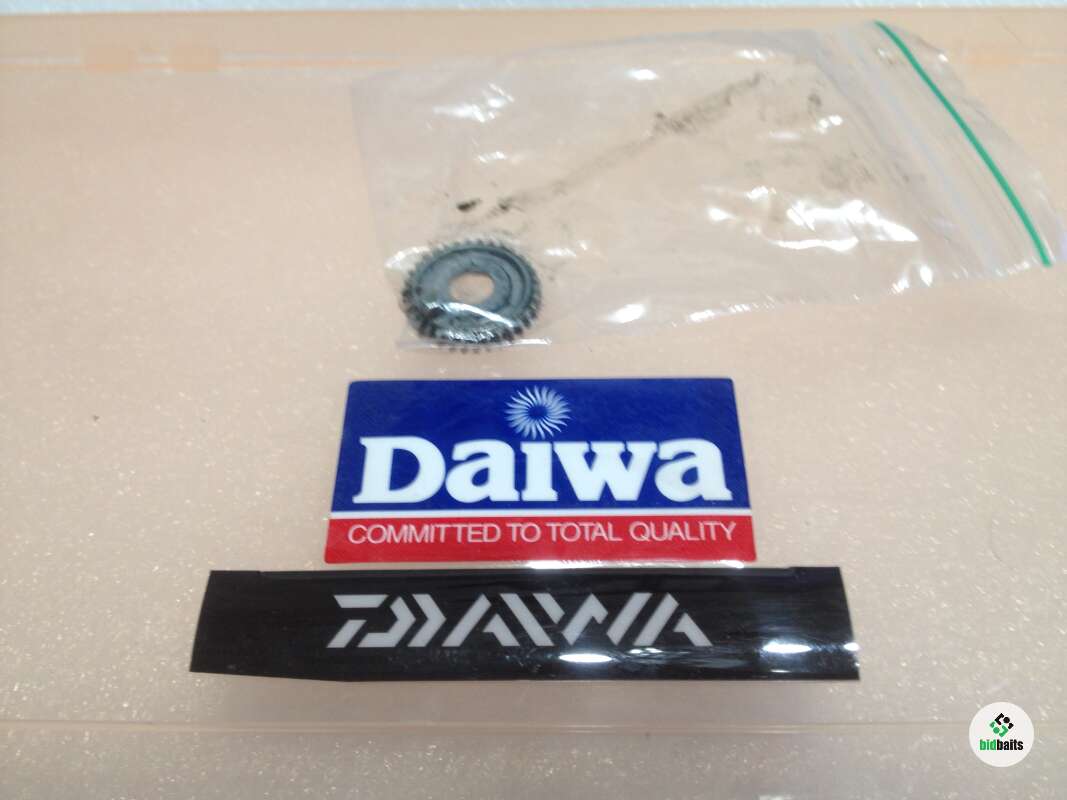 Daiwa
COMMITTED TO TOTAL QUALITY
DAIWA
bidbaits